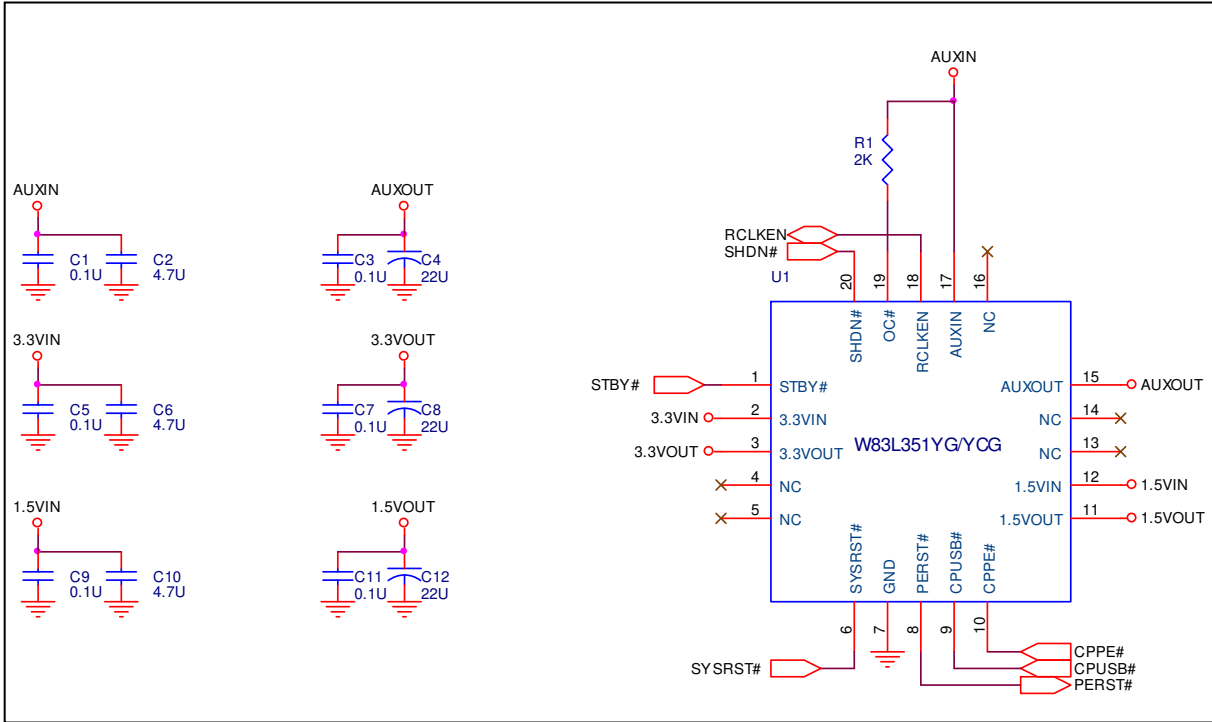 AUXIN
R1
2K
AUXIN
AUXOUT
RCLKEN
SHDN#
C1
0.1U
C2
4.7U
C3
0.1U
C4
22U
U1
20
19
18
17
16
SHDN#
OC#
RCLKEN
AUXIN
NC
3.3VIN
3.3VOUT
STBY#
1
STBY#
AUXOUT
15
AUXOUT
C5
0.1U
C6
4.7U
C7
0.1U
C8
22U
3.3VIN
2
3.3VIN
NC
14
3.3VOUT
3
3.3VOUT
W83L351YG/YCG
NC
13
4
NC
1.5VIN
12
1.5VIN
1.5VIN
1.5VOUT
5
NC
1.5VOUT
11
1.5VOUT
C9
0.1U
C10
4.7U
C11
0.1U
C12
22U
SYSRST#
GND
PERST#
CPUSB#
CPPE#
6
7
8
9
10
SYSRST#
CPPE#
CPUSB#
PERST#